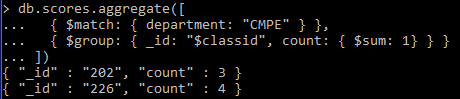 > db.scores.aggregate([
... { $match: { department: "CMPE" } },
... { $group: { _id: "$classid", count: { $sum: 1} } }
... ])
{ "_id" : "202", "count" : 3 }
{ "_id" : "226", "count" : 4 }